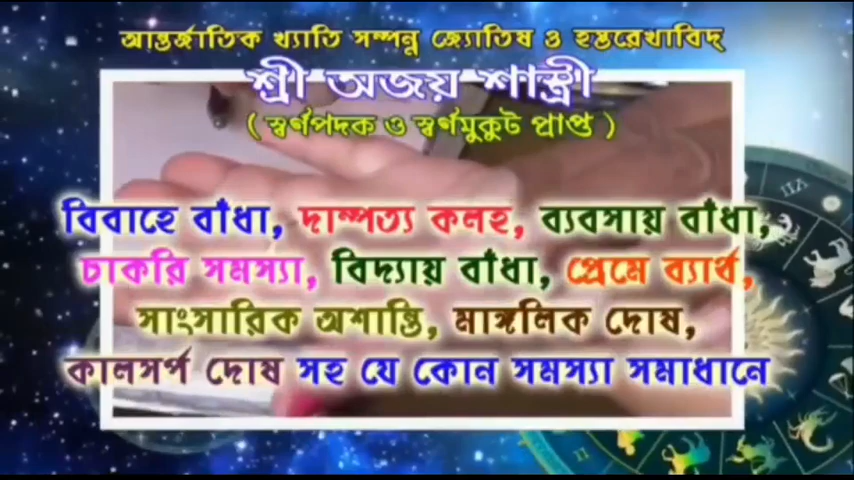 আন্তর্জাতিক খ্যাতি সম্পন্ন জ্যোতিষ ও হস্তরেখাবিদ্
শ্রী অজয় শাস্ত্রী
( স্বর্ণপদক ও স্বর্ণমুকুট প্রাপ্ত )
বিবাহে বাঁধা, দাম্পত্য কলহ, ব্যবসায় বাঁধা,
চাকরি সমস্যা, বিদ্যায় বাঁধা, প্রেমে ব্যার্থ,
সাংসারিক অশান্তি, মাঙ্গলিক দোষ,
কালসর্প দোষ সহ যে কোন সমস্যা সমাধানে